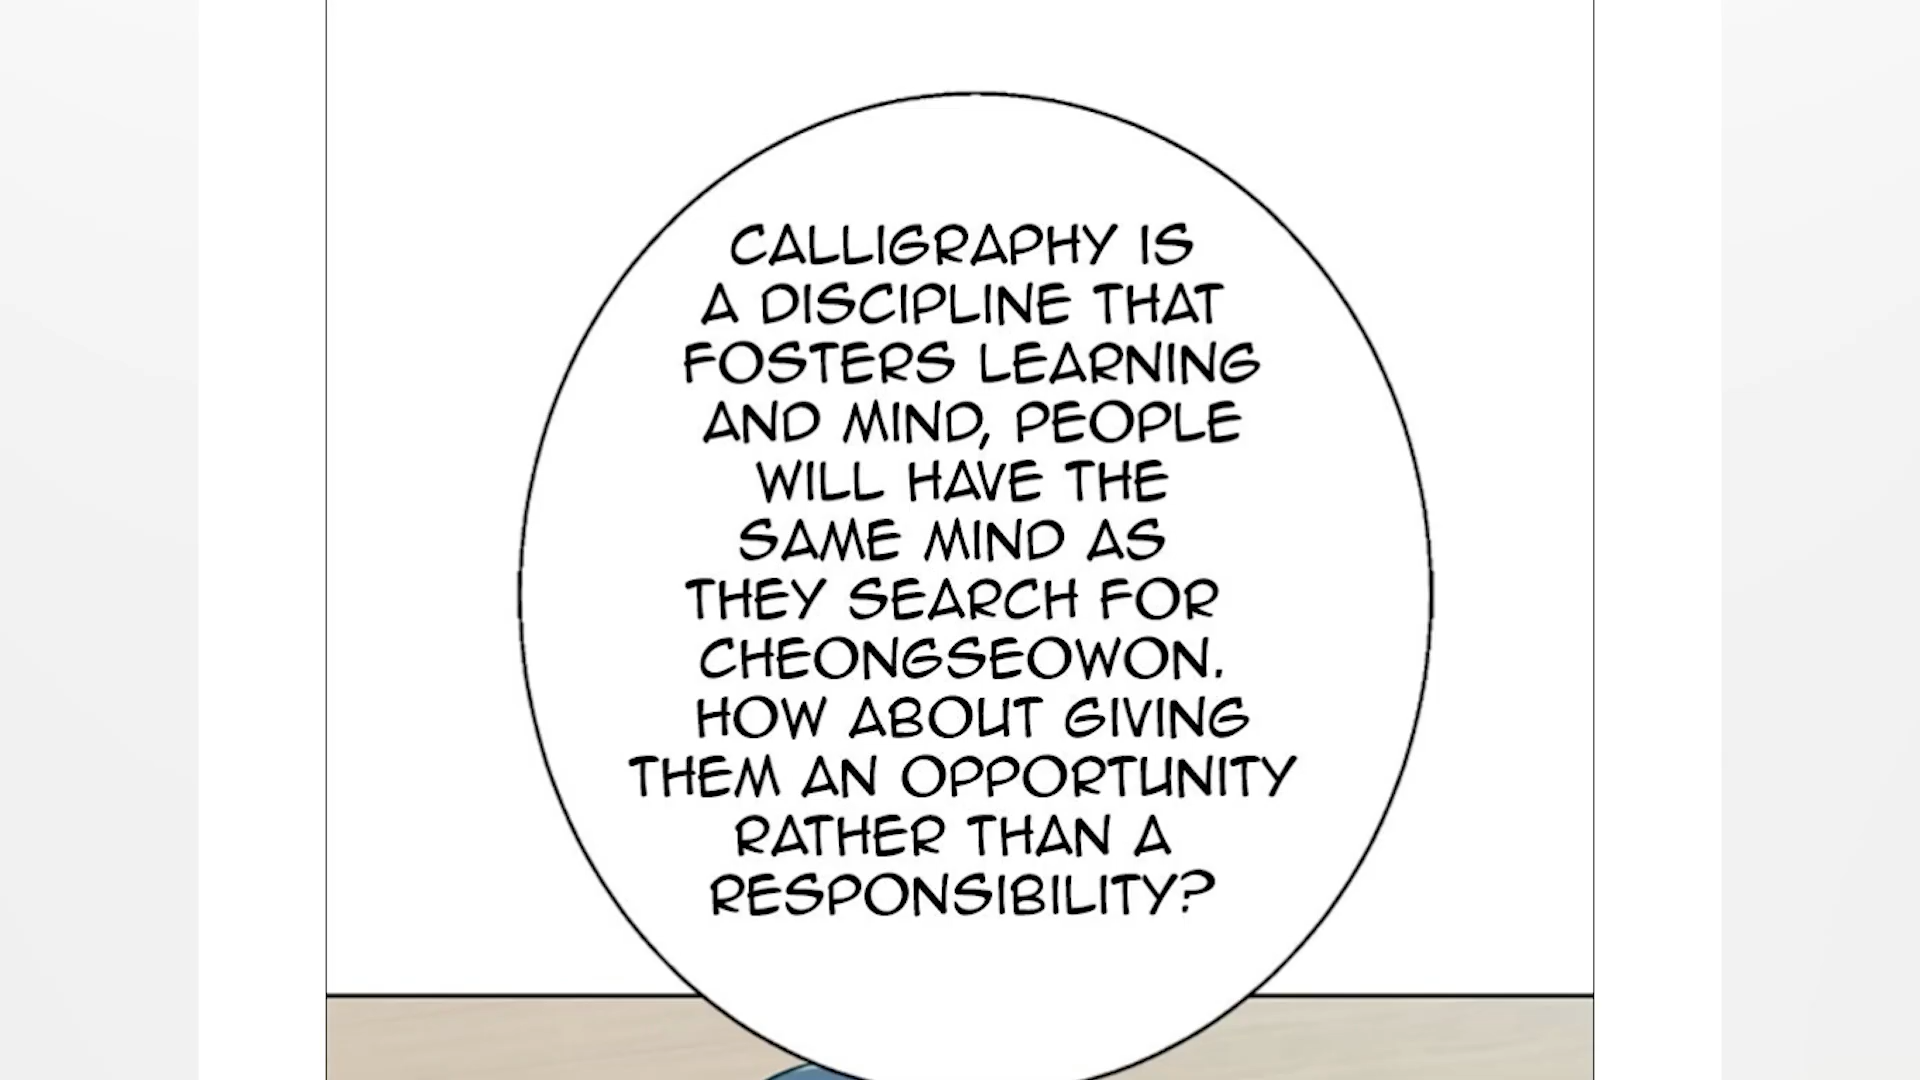 CALLIGRAPHY IS
A DISCIPLINE THAT
FOSTERS LEARNING
AND MIND, PEOPLE
WILL HAVE THE
SAME MIND AS
THEY SEARCH FOR
CHEONGSEOWON.
HOW ABOUT GIVING
THEM AN OPPORTUNITY
RATHER THAN A
RESPONSIBILITY?